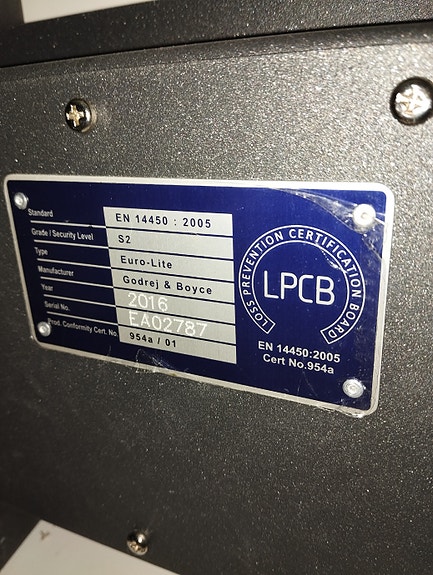 Standard EN 14450 : 2005
Grade / Security Level S2
Type Euro-Lite
Manufacturer Godrej & Boyce
Year 2016
Serial No. EA02787
Prod. Conformity Cert. No. 954a / 01
LOSS PREVENTION CERTIFICATION BOARD
LPCB
EN 14450:2005
Cert No.954a